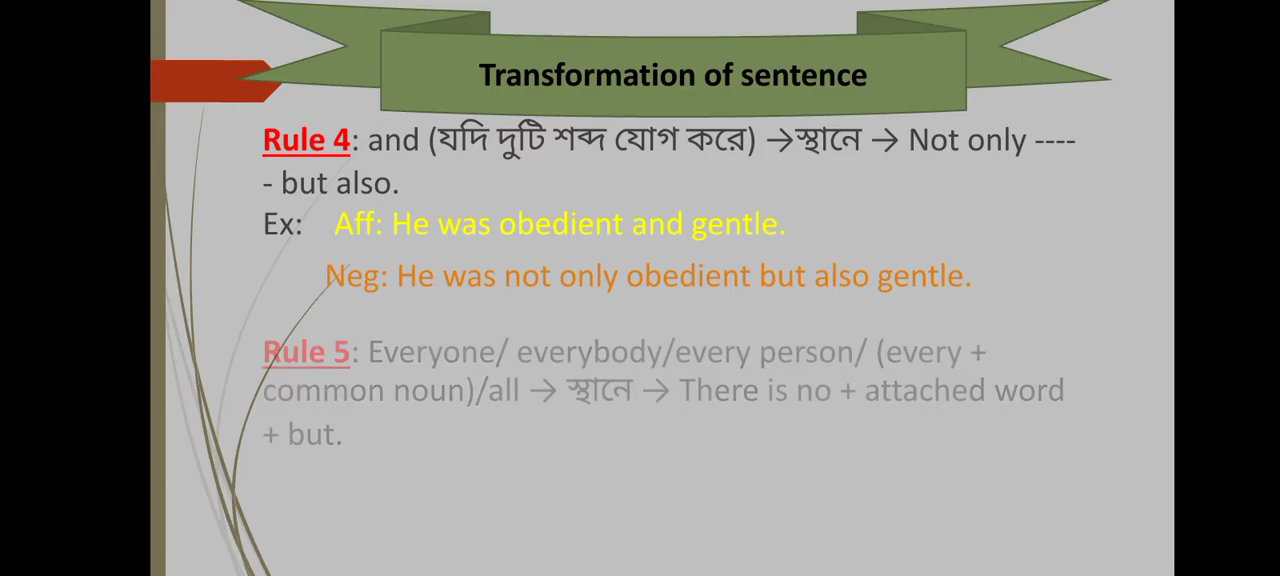 Transformation of sentence
Rule 4: and (যদি দুটি শব্দ যোগ করে) →স্থানে → Not only ----
- but also.
Ex: Aff: He was obedient and gentle.
Neg: He was not only obedient but also gentle.
Rule 5: Everyone/ everybody/every person/ (every +
common noun)/all → স্থানে → There is no + attached word
+ but.